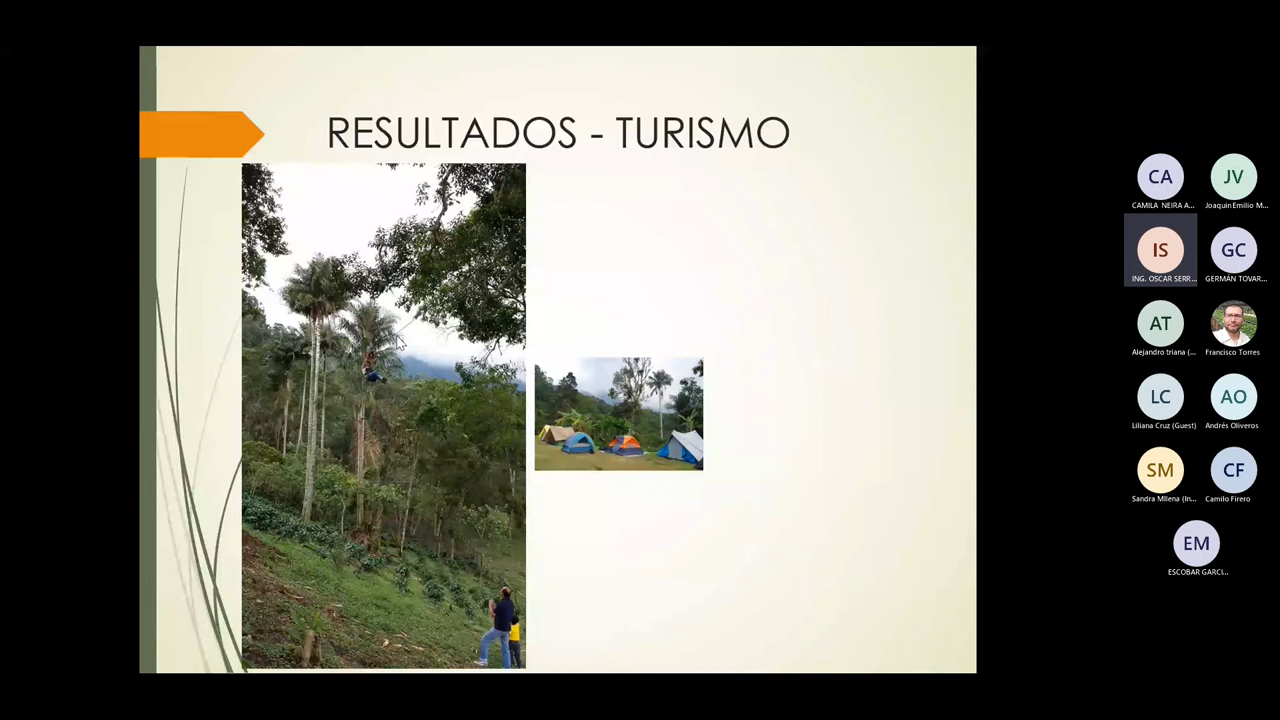 RESULTADOS - TURISMO
CA
JV
CAMILA NEIRA A...
Joaquin Emilio M...
IS
GC
ING. OSCAR SERR...
GERMÁN TOVAR...
AT
Alejandro triana (...
Francisco Torres
LC
AO
Liliana Cruz (Guest)
Andrés Oliveros
SM
CF
Sandra MIlena (In...
Camilo Firero
EM
ESCOBAR GARCI...